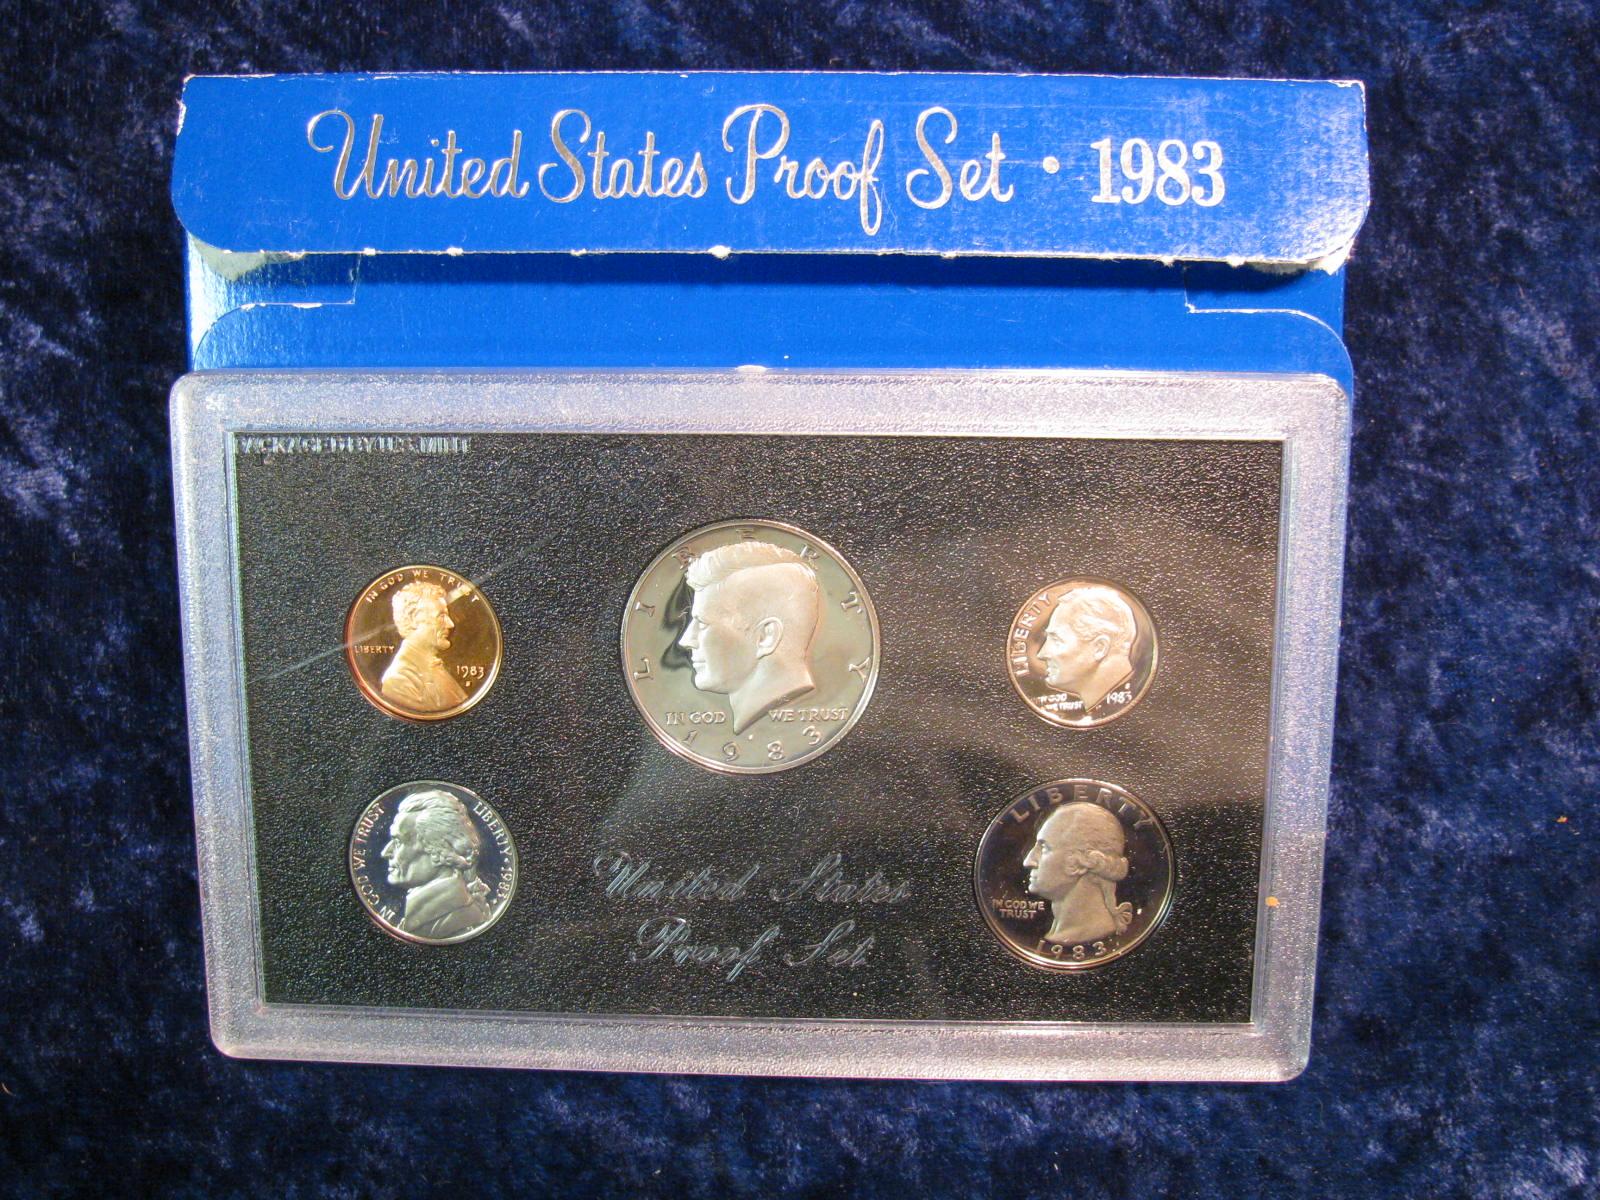 United States Proof Set · 1983
PACKAGED BY U.S. MINT
IN GOD WE TRUST
LIBERTY
1983
S
LIBERTY
IN GOD WE TRUST
1983
LIBERTY
IN GOD
WE TRUST
S
1983
IN GOD WE TRUST
LIBERTY · 1983
LIBERTY
IN GOD WE
TRUST
1983
United States
Proof Set